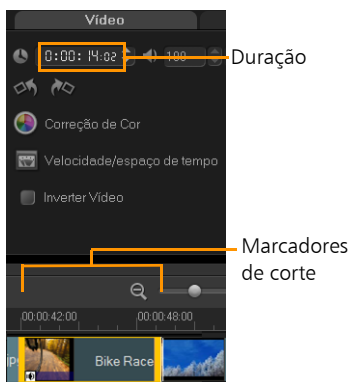 Vídeo
0:00:14:02
100
Duração
Correção de Cor
Velocidade/espaço de tempo
Inverter Vídeo
Marcadores
de corte
00:00:42:00
00:00:48:00
Bike Race